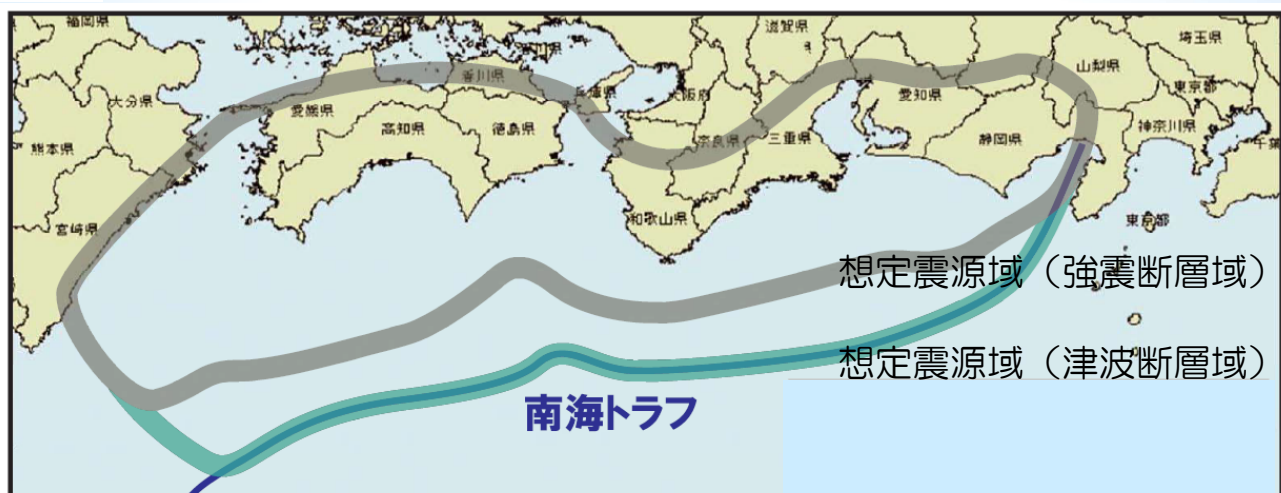 福岡県
滋賀県
埼玉県
山梨県
香川県
兵庫県
大阪府
愛知県
東京都
大分県
愛媛県
高知県
徳島県
奈良県
三重県
静岡県
神奈川県
千葉
熊本県
宮崎県
和歌山県
東京都
想定震源域（強震断層域）
想定震源域（津波断層域）
南海トラフ